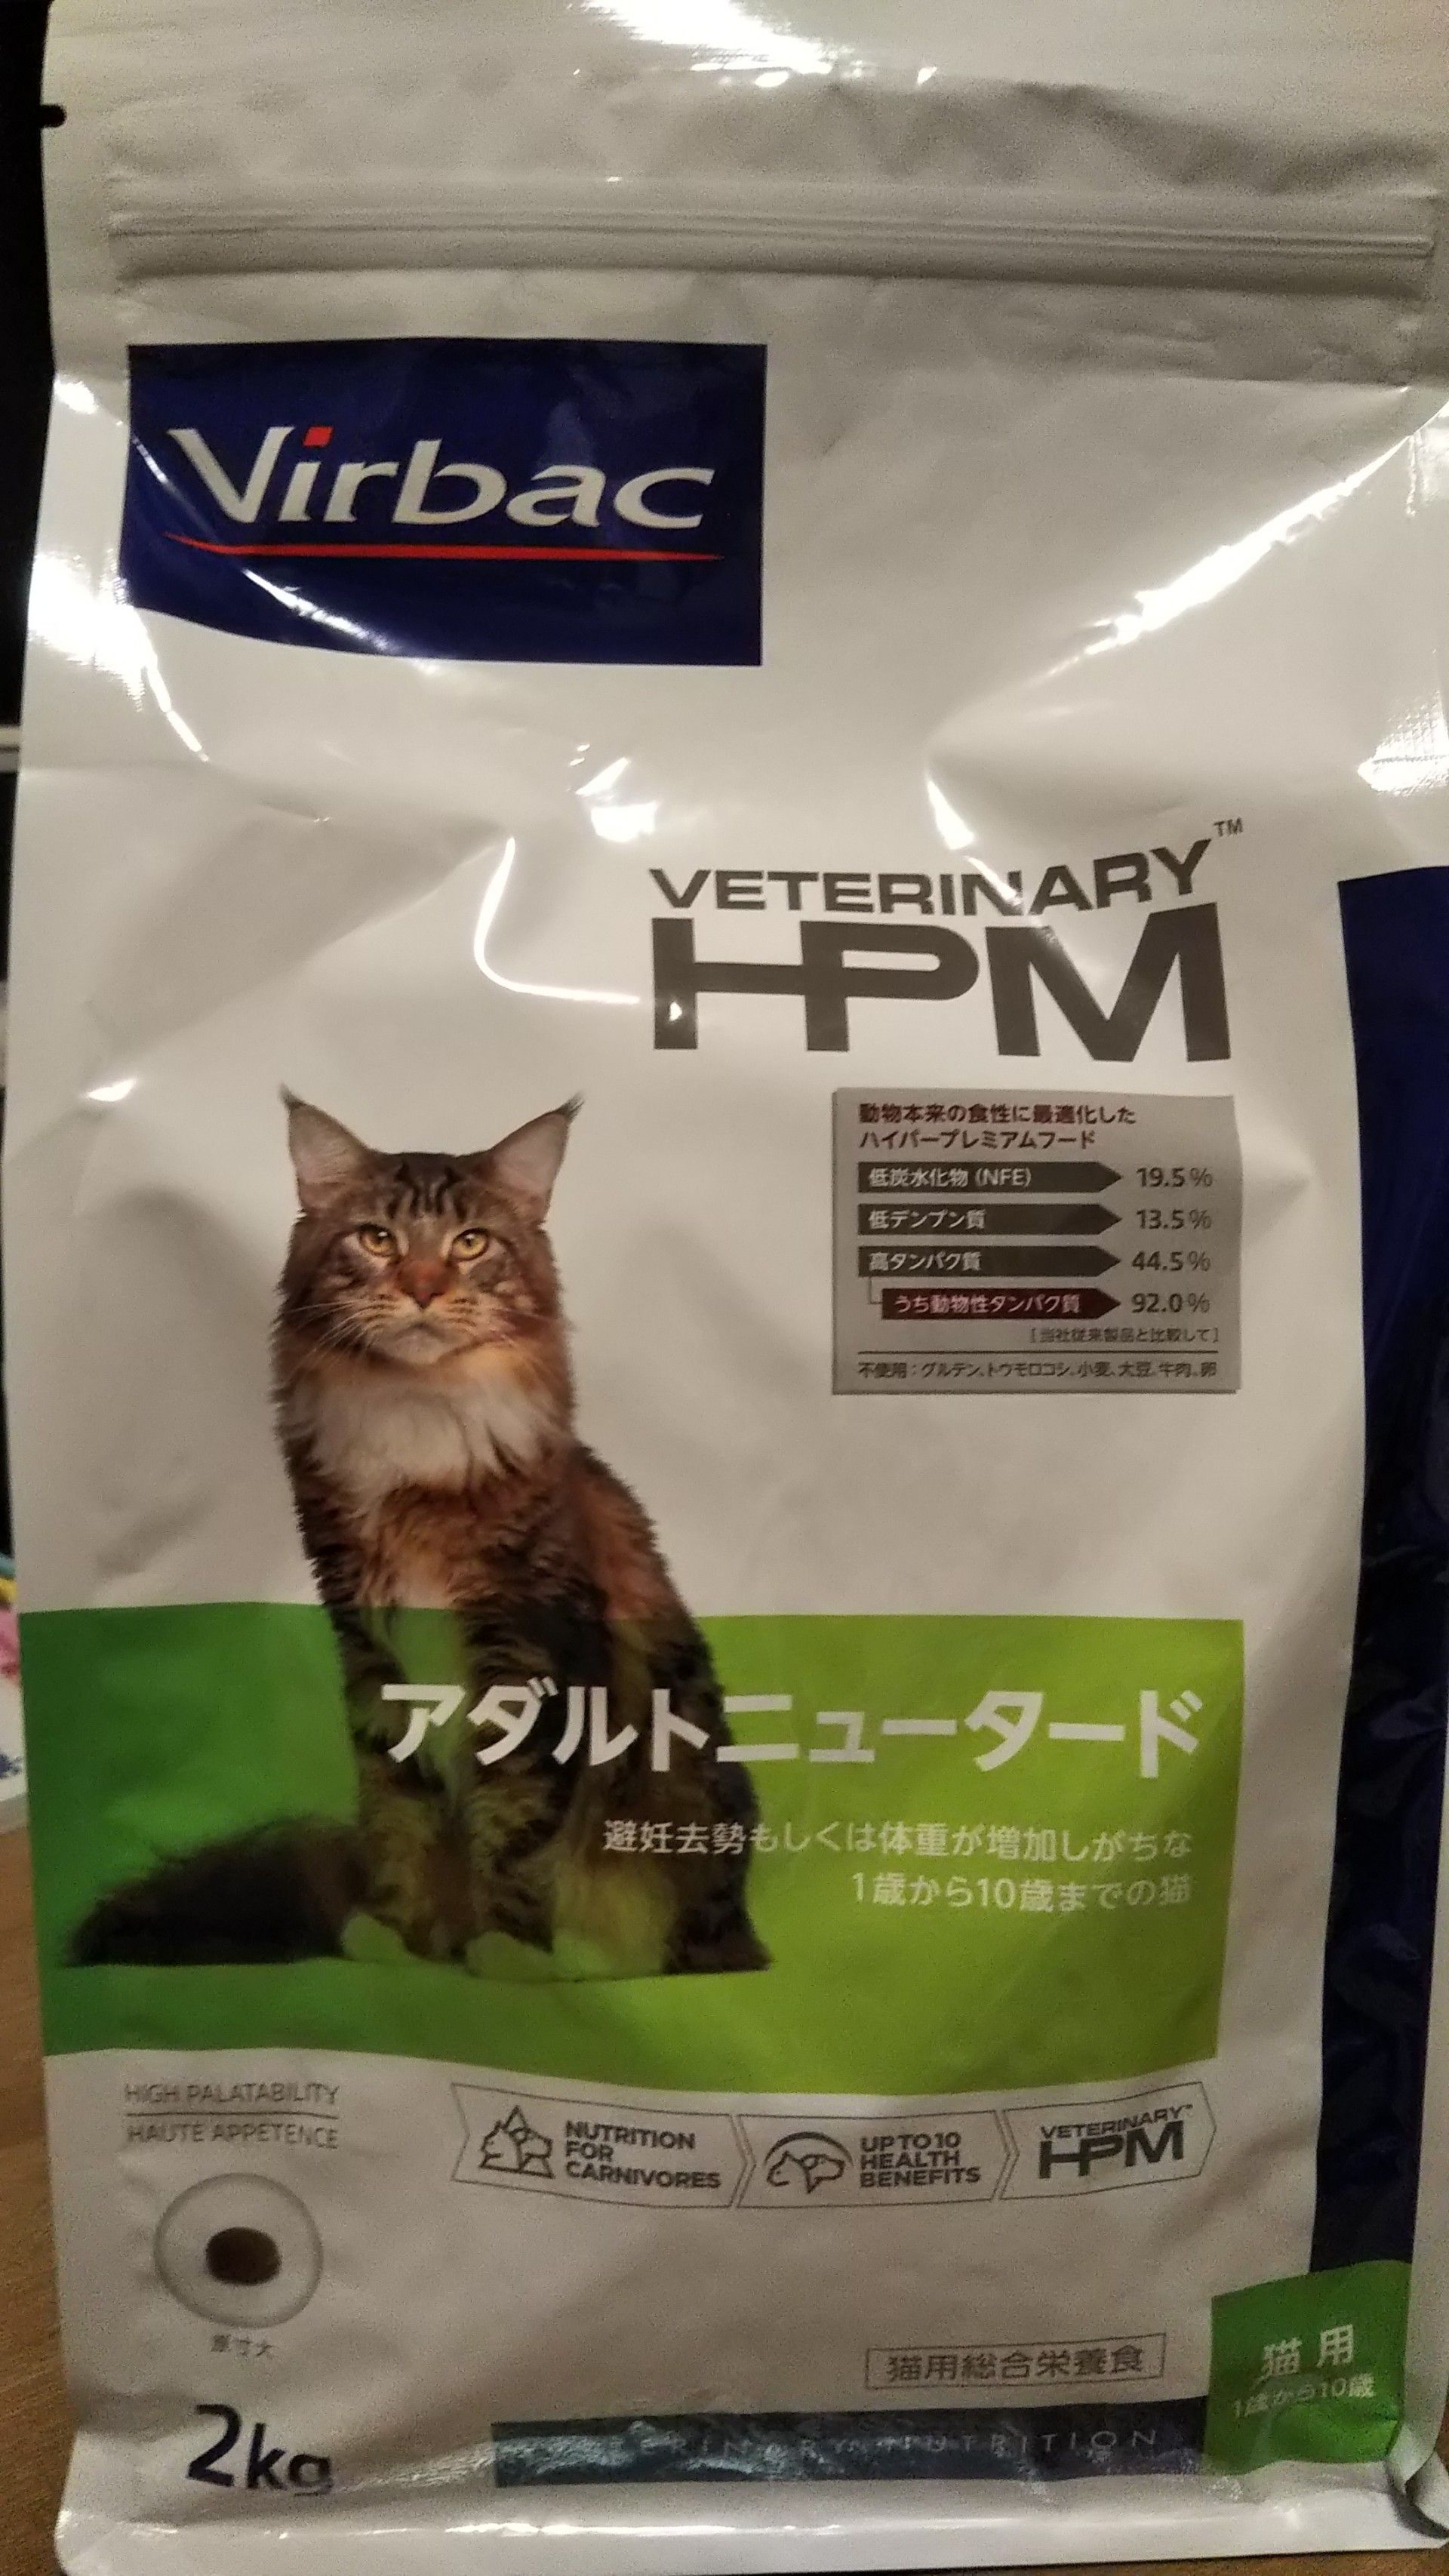 Virbac
VETERINARY™
HPM
動物本来の食性に最適化した
ハイパープレミアムフード
低炭水化物 (NFE) 19.5%
低デンプン質 13.5%
高タンパク質 44.5%
うち動物性タンパク質 92.0%
[当社従来製品と比較して]
不使用：グルテン、トウモロコシ、小麦、大豆、牛肉、卵
アダルトニュータード
避妊去勢もしくは体重が増加しがちな
1歳から10歳までの猫
HIGH PALATABILITY
HAUTE APPETENCE
NUTRITION
FOR
CARNIVORES
UP TO 10
HEALTH
BENEFITS
VETERINARY™
HPM
原寸大
猫用総合栄養食
猫用
1歳から10歳
2kg
VETERINARY NUTRITION